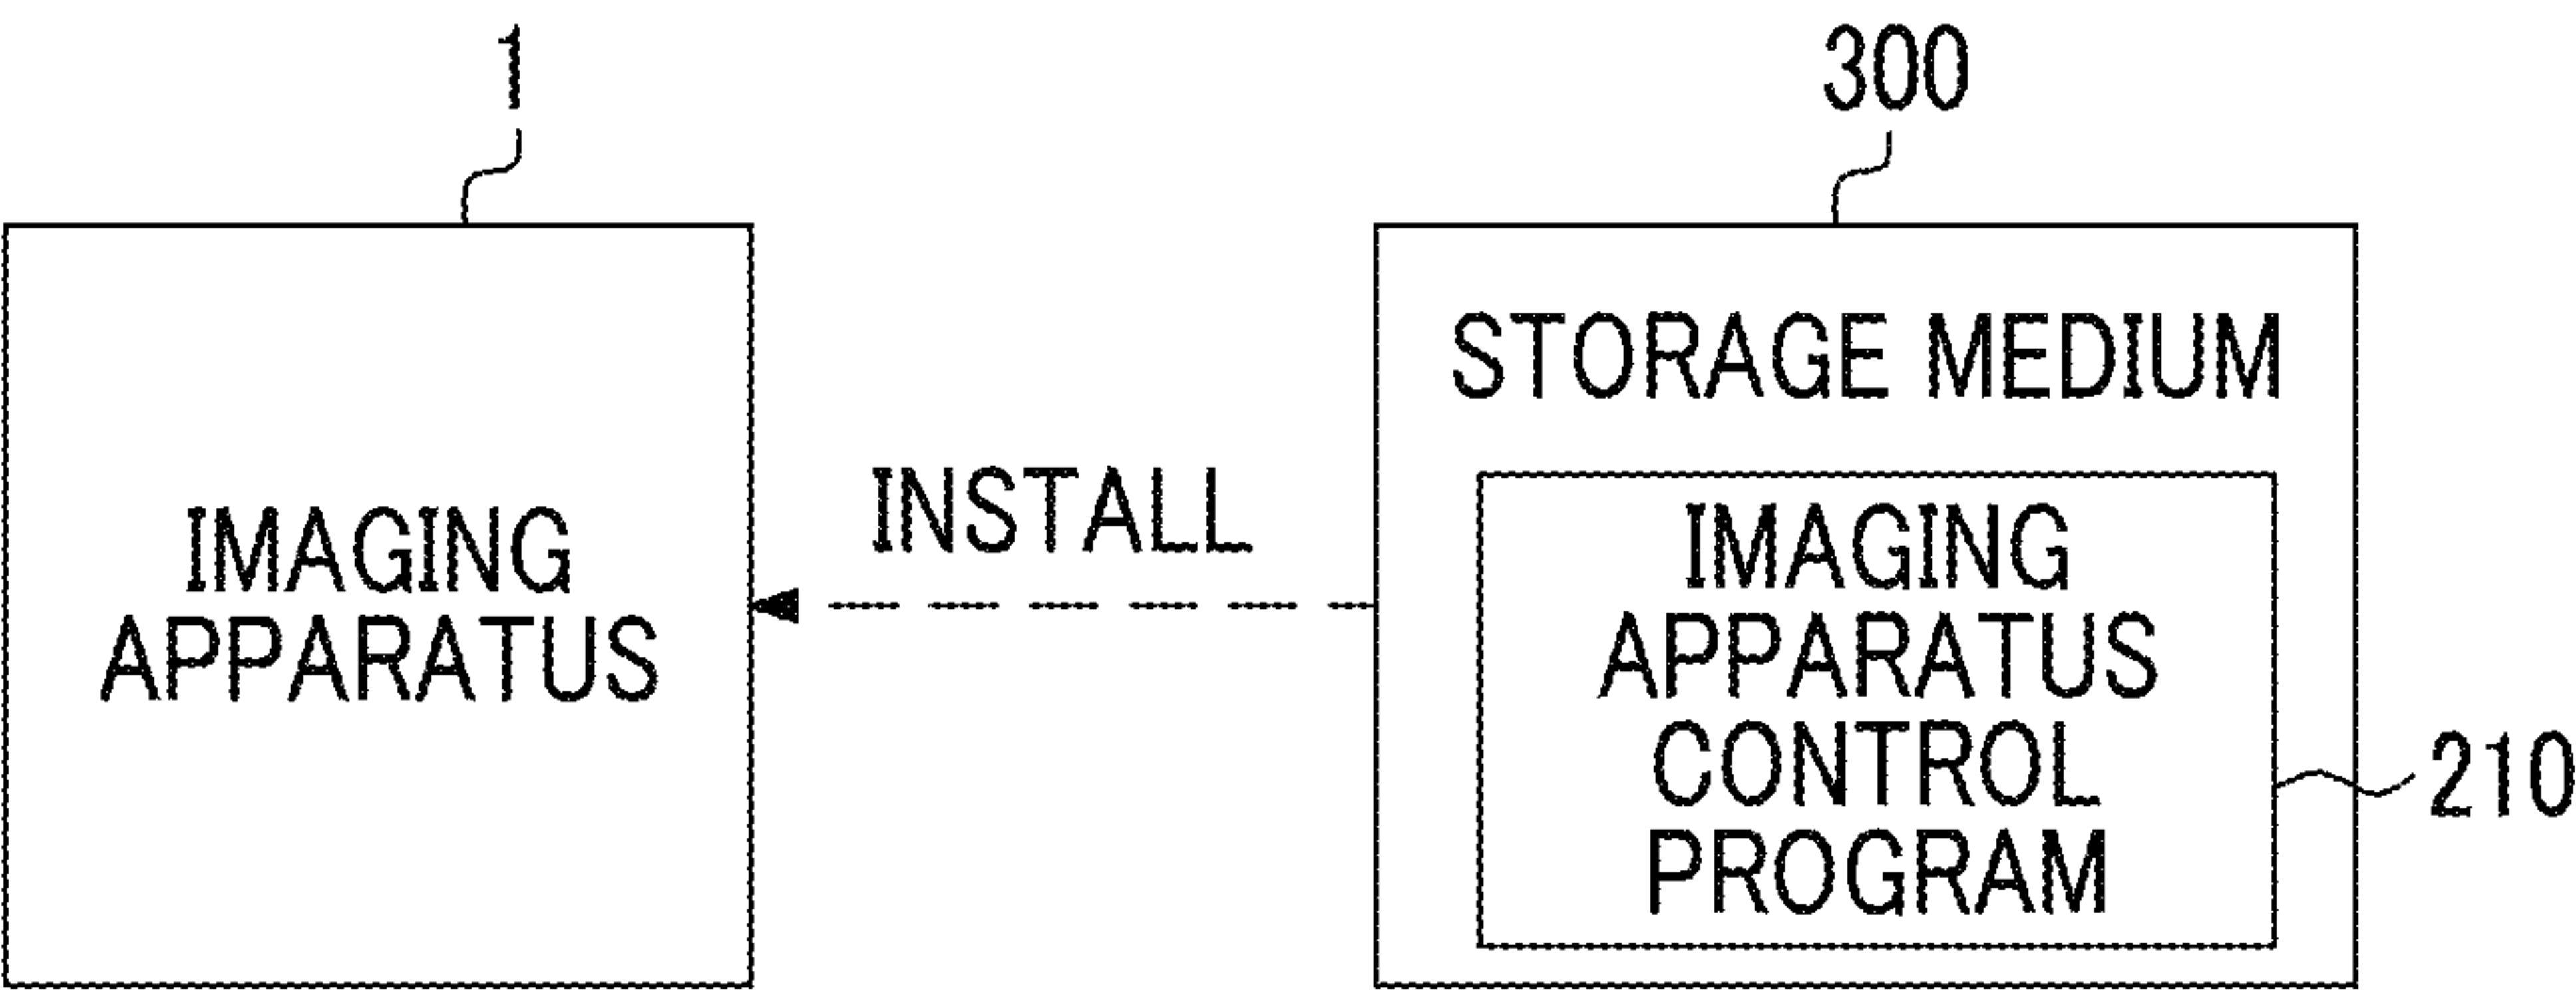 1
300
STORAGE MEDIUM
INSTALL
IMAGING
APPARATUS
IMAGING
APPARATUS
CONTROL
PROGRAM
210